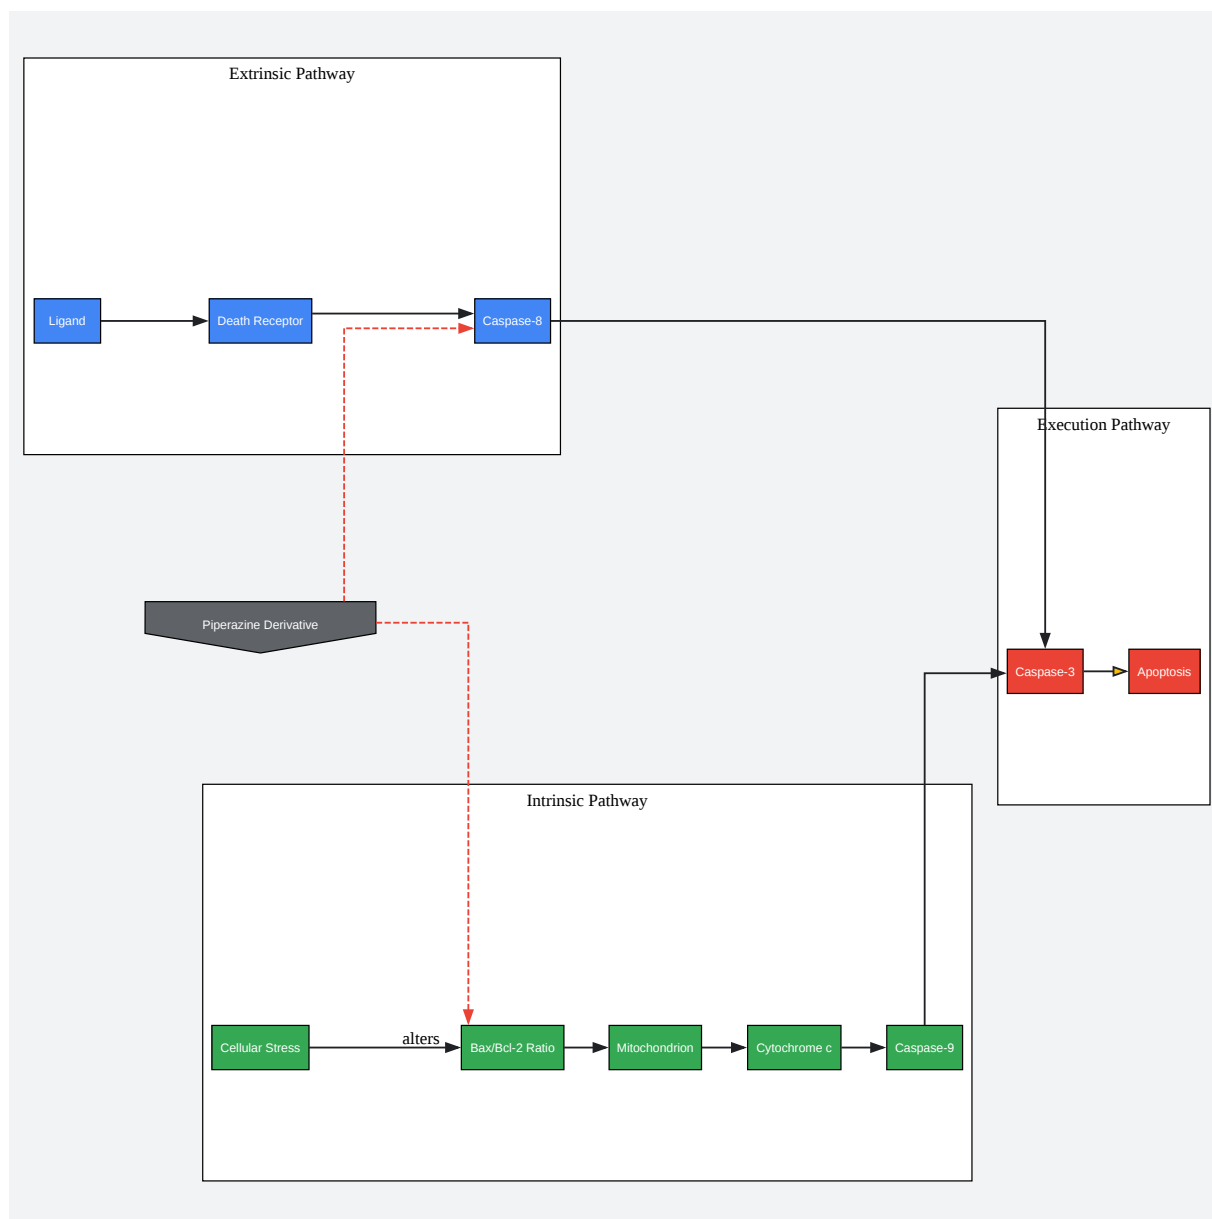 Extrinsic Pathway
Ligand
Death Receptor
Caspase-8
Execution Pathway
Piperazine Derivative
Caspase-3
Apoptosis
Intrinsic Pathway
Cellular Stress
alters
Bax/Bcl-2 Ratio
Mitochondrion
Cytochrome c
Caspase-9